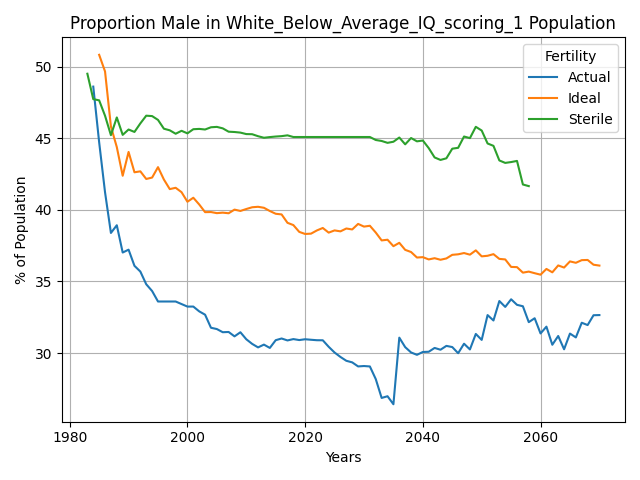 Proportion Male in White_Below_Average_IQ_scoring_1 Population
Fertility
Actual
Ideal
Sterile
% of Population
50
45
40
35
30
1980
2000
2020
2040
2060
Years